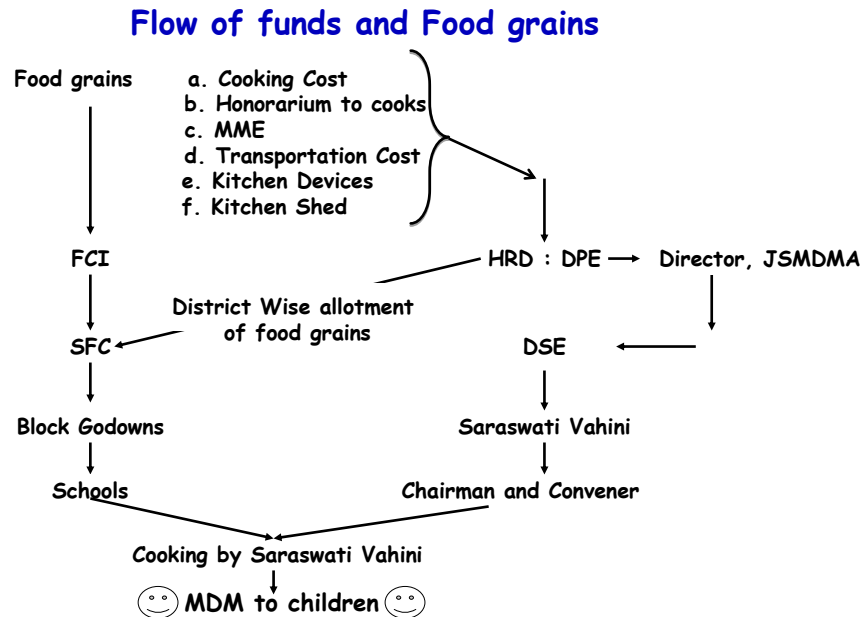 Flow of funds and Food grains
Food grains
a. Cooking Cost
b. Honorarium to cooks
c. MME
d. Transportation Cost
e. Kitchen Devices
f. Kitchen Shed
FCI
HRD : DPE
Director, JSMDMA
District Wise allotment
of food grains
SFC
DSE
Block Godowns
Saraswati Vahini
Schools
Chairman and Convener
Cooking by Saraswati Vahini
MDM to children